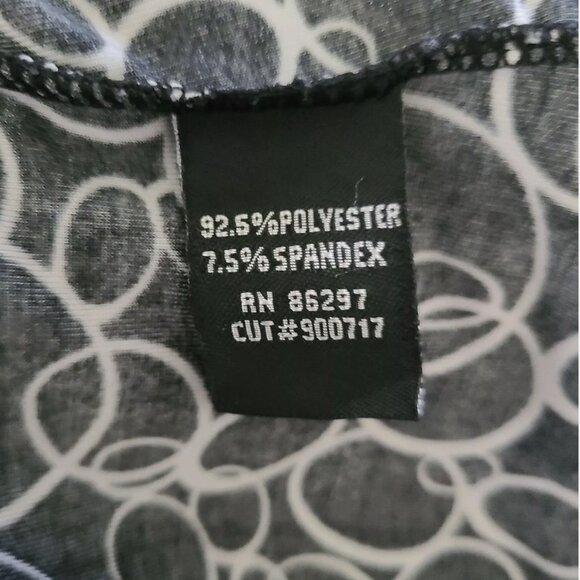 92.5%POLYESTER
7.5%SPANDEX
RN 86297
CUT#900717